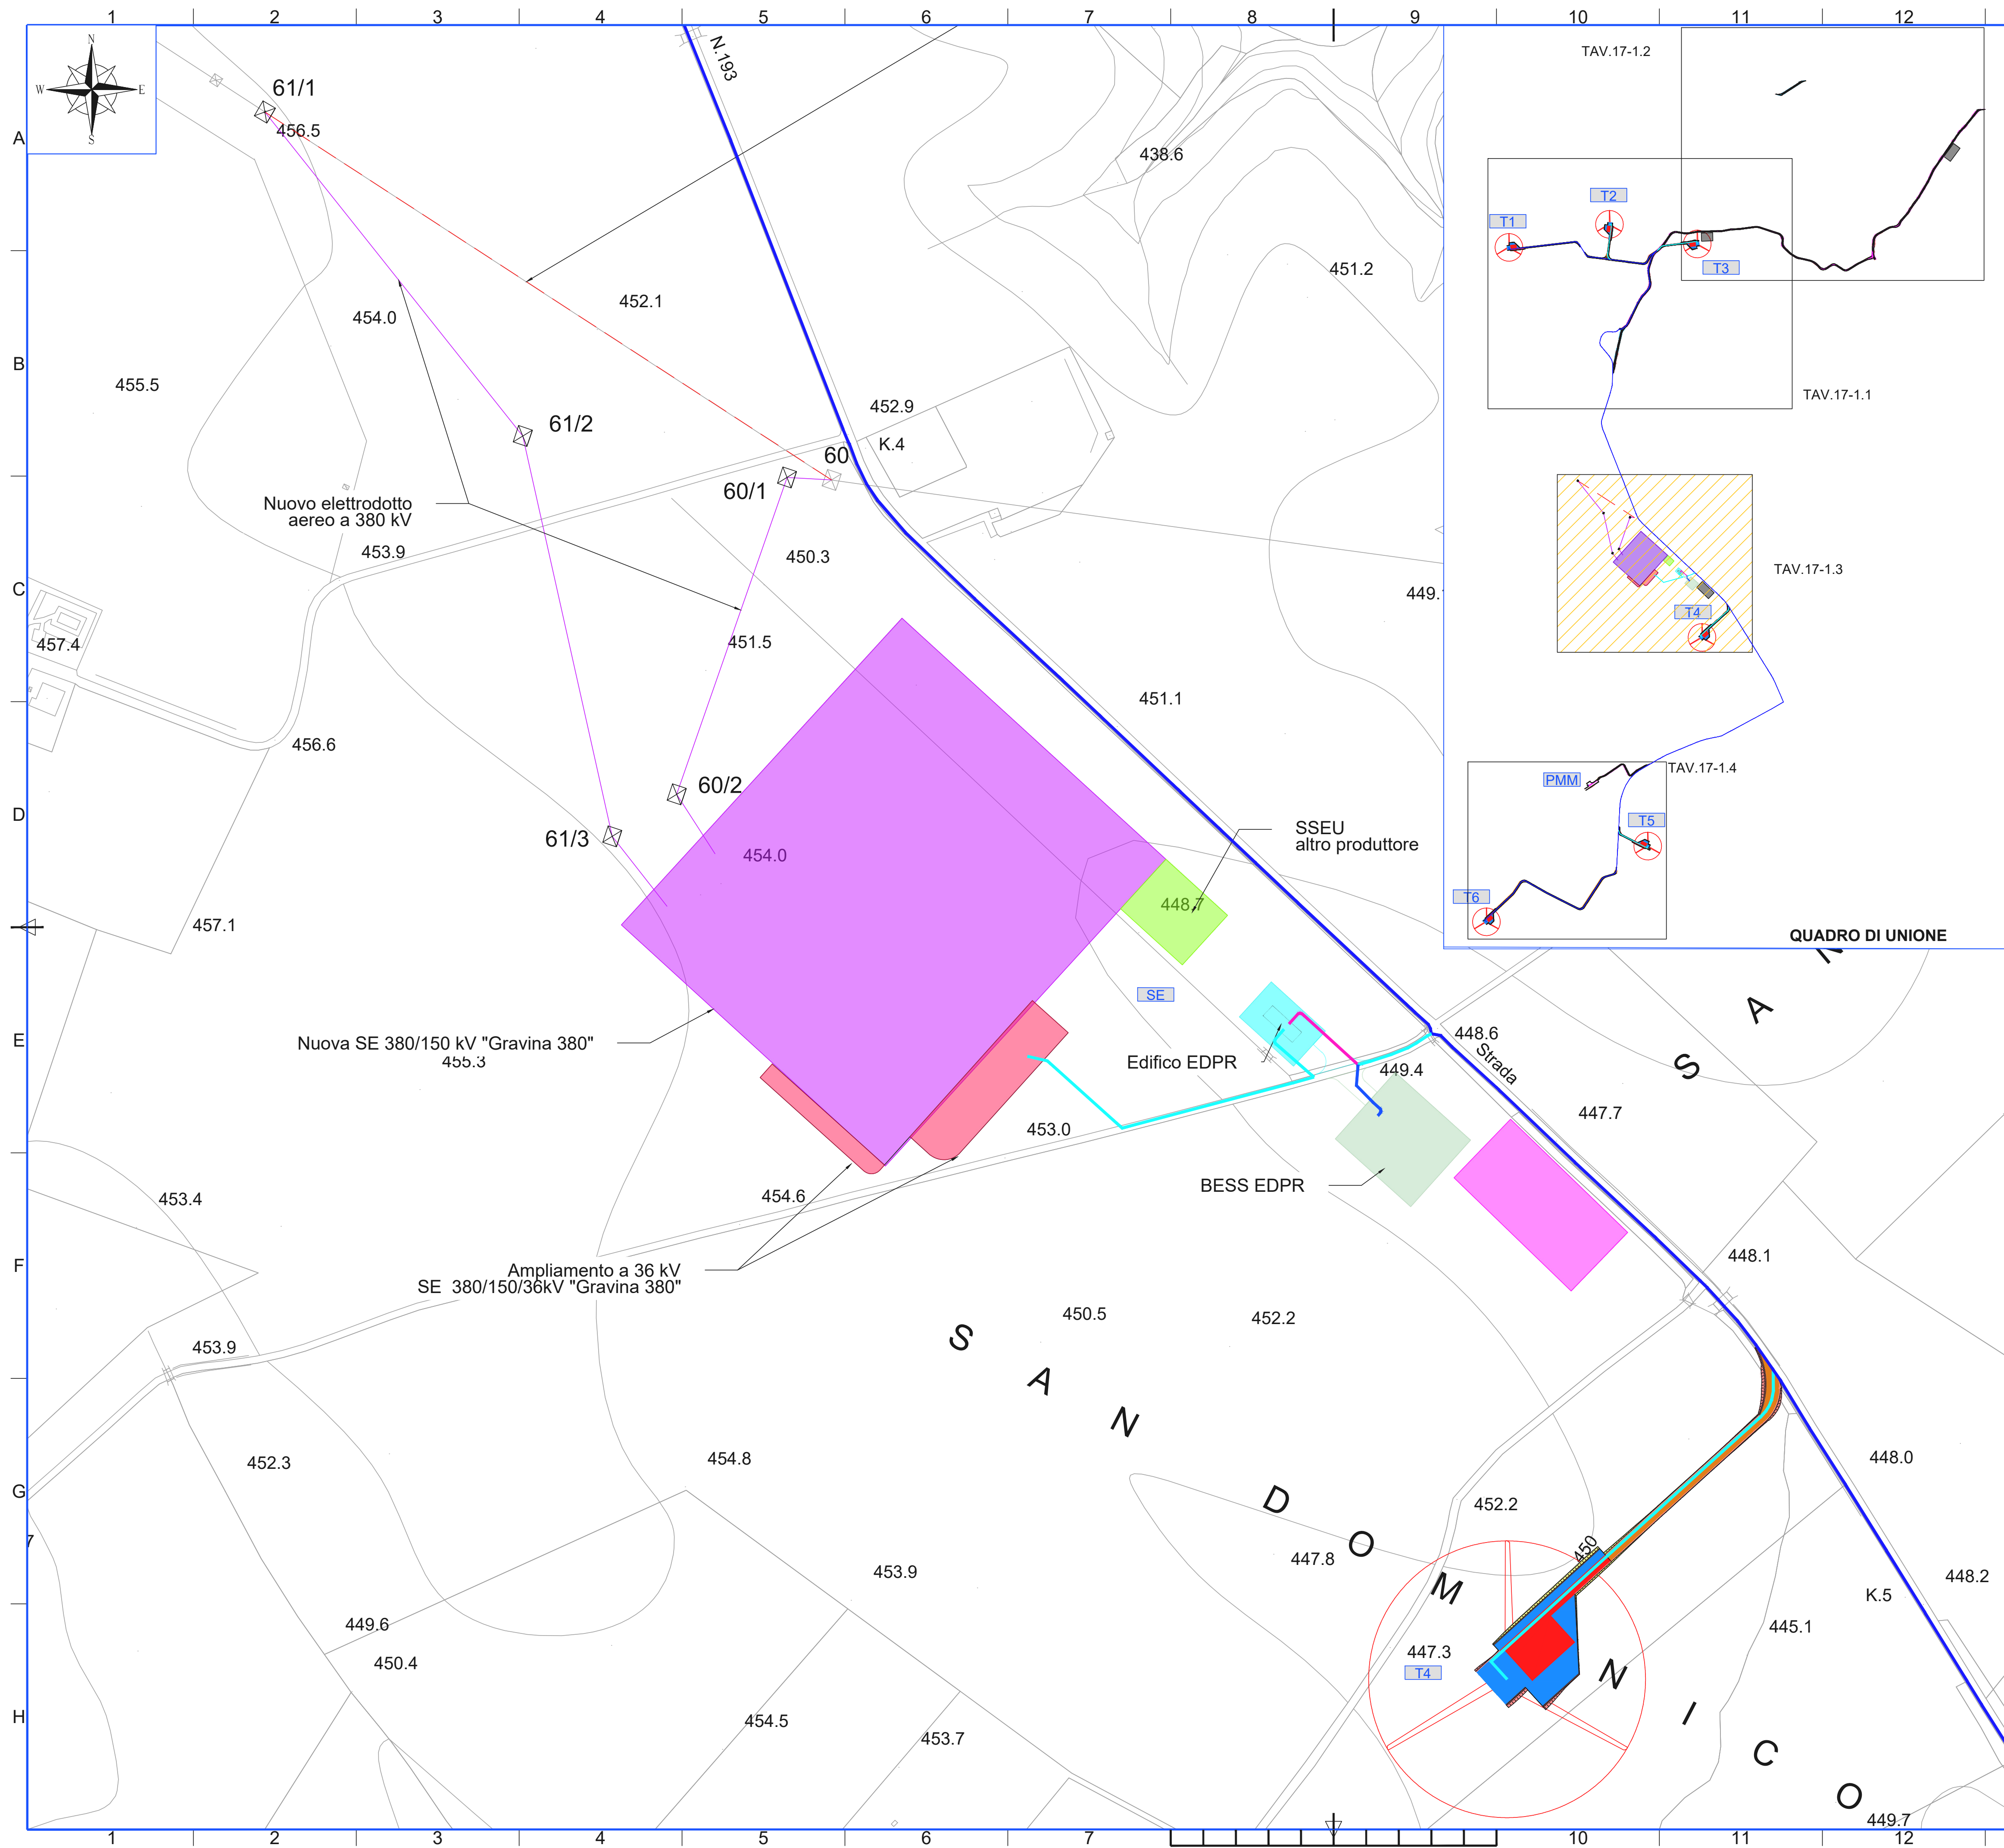 1 2 3 4 5 6 7 8 9 10 11 12
A
B
C
D
E
F
G
H
N
W E
S
61/1
456.5
N.193
438.6
451.2
452.1
454.0
455.5
61/2
452.9
K.4
60
60/1
Nuovo elettrodotto
aereo a 380 kV
453.9
450.3
449.
457.4
451.5
451.1
456.6
60/2
61/3
454.0
SSEU
altro produttore
448.7
457.1
SE
Nuova SE 380/150 kV "Gravina 380"
455.3
Edifico EDPR
448.6
Strada
449.4
447.7
453.0
BESS EDPR
453.4
454.6
448.1
Ampliamento a 36 kV
SE 380/150/36kV "Gravina 380"
450.5
452.2
453.9
S A N
S A N D O M N I C O
452.3
454.8
448.0
452.2
450
447.8
453.9
448.2
K.5
449.6
445.1
447.3
T4
450.4
454.5
453.7
449.7
7
TAV.17-1.2
T1
T2
T3
TAV.17-1.1
TAV.17-1.3
T4
TAV.17-1.4
PMM
T5
T6
QUADRO DI UNIONE
1 2 3 4 5 6 7 10 11 12